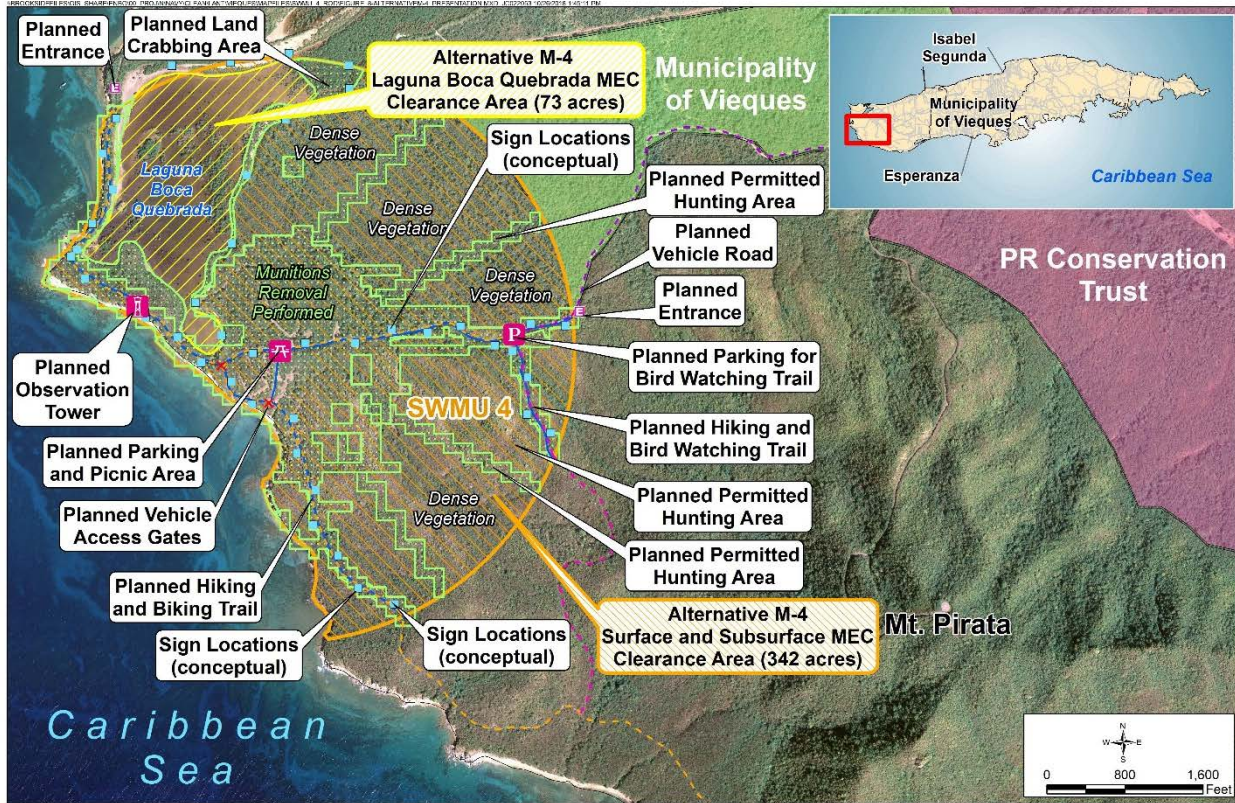 Planned
Entrance
Planned Land
Crabbing Area
Alternative M-4
Laguna Boca Quebrada MEC
Clearance Area (73 acres)
Municipality
of Vieques
Isabel
Segunda
Municipality
of Vieques
Esperanza
Caribbean Sea
E
Dense
Vegetation
Sign Locations
(conceptual)
Laguna
Boca
Quebrada
Dense
Vegetation
Planned Permitted
Hunting Area
Planned
Vehicle Road
PR Conservation
Trust
Munitions
Removal
Performed
Dense
Vegetation
Planned
Entrance
E
P
Planned Parking for
Bird Watching Trail
Planned
Observation
Tower
SWMU 4
Planned Hiking and
Bird Watching Trail
Planned Parking
and Picnic Area
Dense
Vegetation
Planned Permitted
Hunting Area
Planned Vehicle
Access Gates
Planned Permitted
Hunting Area
Planned Hiking
and Biking Trail
Alternative M-4
Surface and Subsurface MEC
Clearance Area (342 acres)
Mt. Pirata
Sign Locations
(conceptual)
Sign Locations
(conceptual)
Caribbean
Sea
N
W E
S
0 800 1,600
Feet